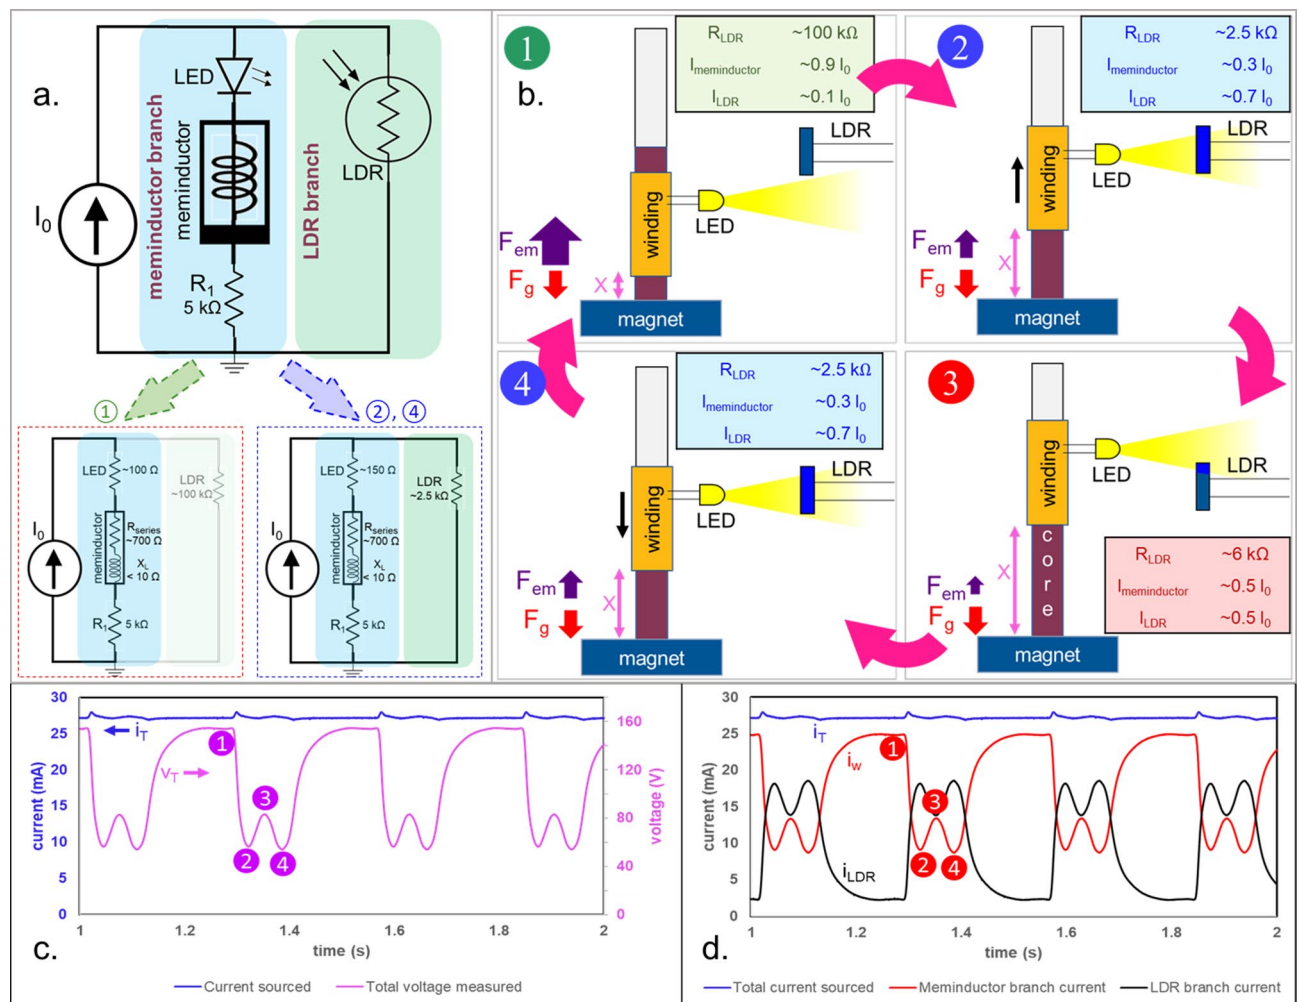 a.
LED
meminductor branch
meminductor
LDR branch
LDR
I0
R1
5 kΩ
①
②, ④
I0
LED
~100 Ω
meminductor
Rseries
~700 Ω
XL
< 10 Ω
R1
5 kΩ
LDR
~100 kΩ
I0
LED
~150 Ω
meminductor
Rseries
~700 Ω
XL
< 10 Ω
R1
5 kΩ
LDR
~2.5 kΩ
b.
1
RLDR ~100 kΩ
Imeminductor ~0.9 I0
ILDR ~0.1 I0
LDR
winding
LED
Fem
Fg
X
magnet
2
RLDR ~2.5 kΩ
Imeminductor ~0.3 I0
ILDR ~0.7 I0
LDR
winding
LED
Fem
Fg
X
magnet
4
RLDR ~2.5 kΩ
Imeminductor ~0.3 I0
ILDR ~0.7 I0
LDR
winding
LED
Fem
Fg
X
magnet
3
winding
LED
LDR
core
RLDR ~6 kΩ
Imeminductor ~0.5 I0
ILDR ~0.5 I0
Fem
Fg
X
magnet
c.
current (mA)
30
25
20
15
10
5
0
iT
vT
1
2
3
4
160
120
80
40
0
voltage (V)
1 1.2 1.4 1.6 1.8 2
time (s)
Current sourced Total voltage measured
d.
current (mA)
30
25
20
15
10
5
0
iT
iw
iLDR
1
2
3
4
1 1.2 1.4 1.6 1.8 2
time (s)
Total current sourced Meminductor branch current LDR branch current